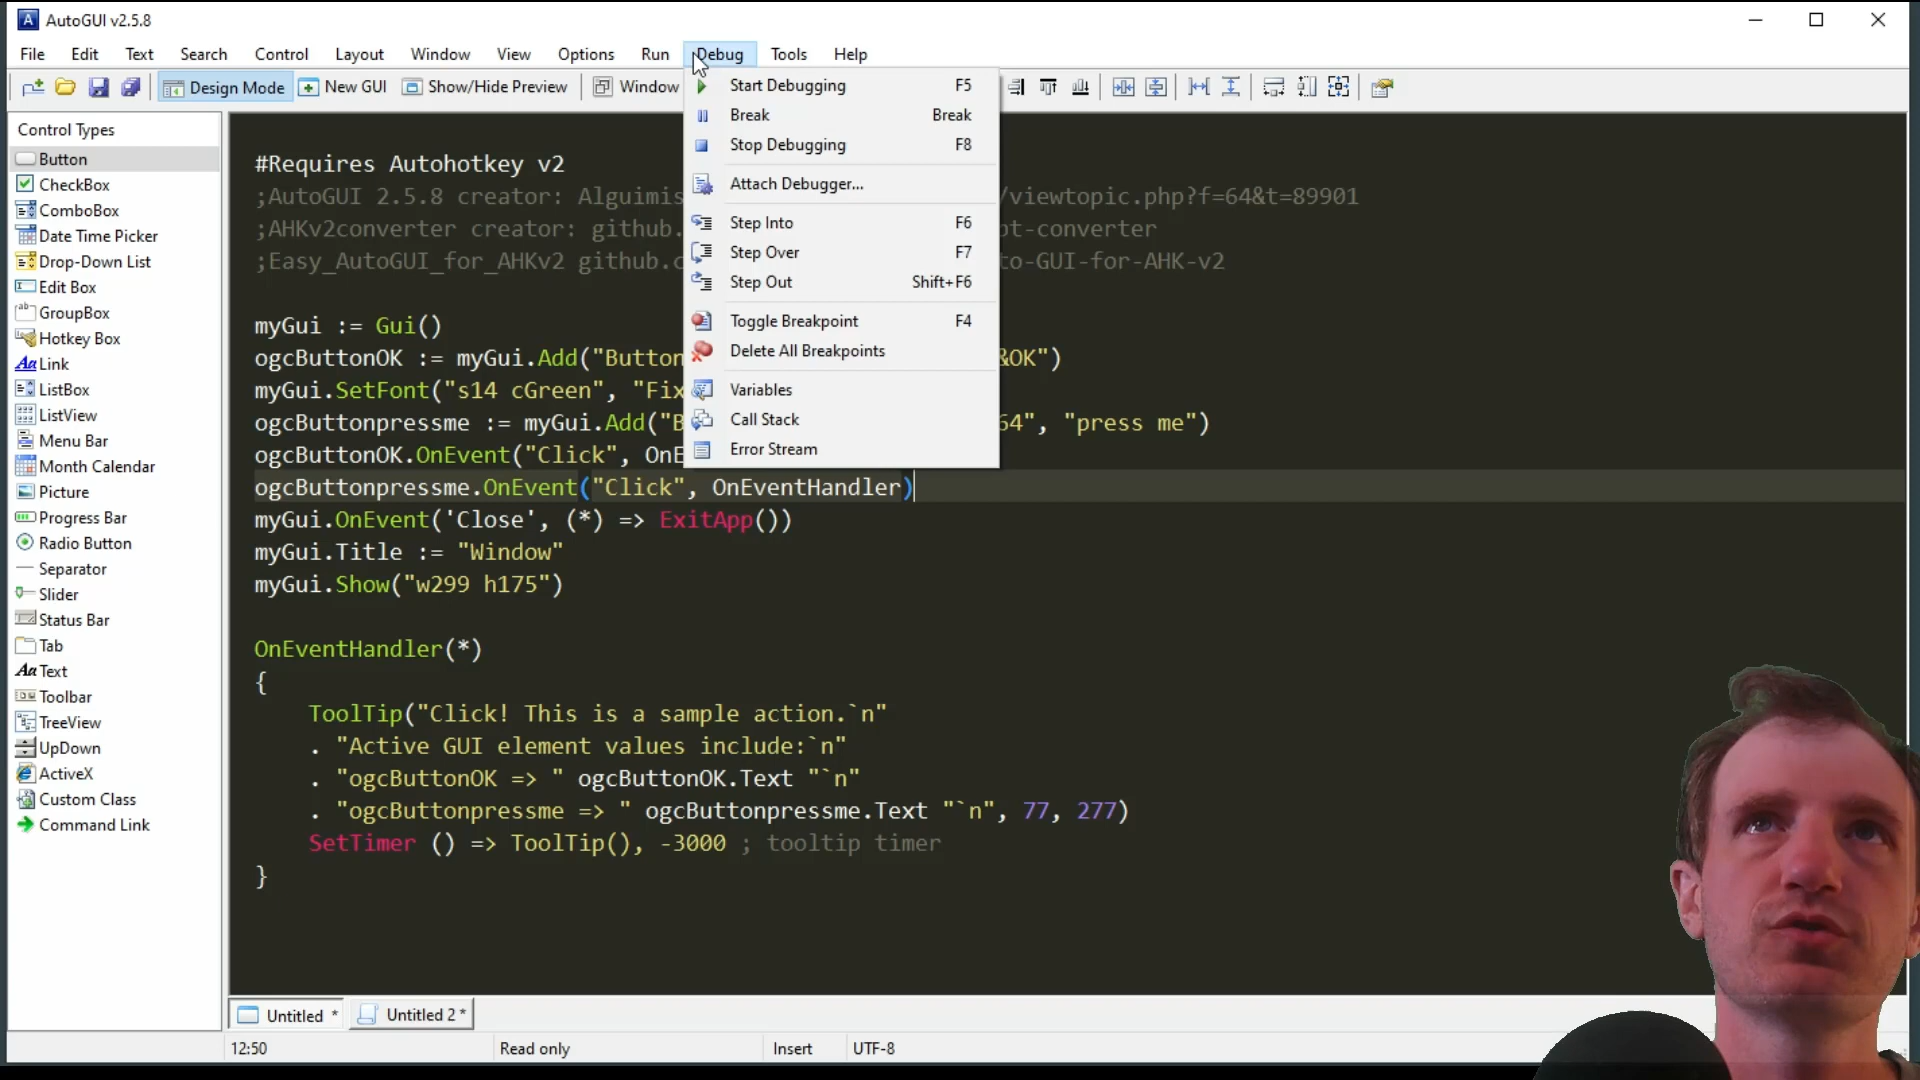 AutoGUI v2.5.8
File Edit Text Search Control Layout Window View Options Run Debug Tools Help
Design Mode New GUI Show/Hide Preview Window
Start Debugging F5
Break Break
Stop Debugging F8
Attach Debugger...
Step Into F6
Step Over F7
Step Out Shift+F6
Toggle Breakpoint F4
Delete All Breakpoints
Variables
Call Stack
Error Stream
Control Types
Button
CheckBox
ComboBox
Date Time Picker
Drop-Down List
Edit Box
GroupBox
Hotkey Box
Link
ListBox
ListView
Menu Bar
Month Calendar
Picture
Progress Bar
Radio Button
Separator
Slider
Status Bar
Tab
Text
Toolbar
TreeView
UpDown
ActiveX
Custom Class
Command Link
#Requires Autohotkey v2
;AutoGUI 2.5.8 creator: Alguimis /viewtopic.php?f=64&t=89901
;AHKv2converter creator: github. pt-converter
;Easy_AutoGUI_for_AHKv2 github.c to-GUI-for-AHK-v2
myGui := Gui()
ogcButtonOK := myGui.Add("Button &OK")
myGui.SetFont("s14 cGreen", "Fix
ogcButtonpressme := myGui.Add("B 64", "press me")
ogcButtonOK.OnEvent("Click", OnE
ogcButtonpressme.OnEvent("Click", OnEventHandler)
myGui.OnEvent('Close', (*) => ExitApp())
myGui.Title := "Window"
myGui.Show("w299 h175")
OnEventHandler(*)
{
ToolTip("Click! This is a sample action.`n"
. "Active GUI element values include:`n"
. "ogcButtonOK => " ogcButtonOK.Text "`n"
. "ogcButtonpressme => " ogcButtonpressme.Text "`n", 77, 277)
SetTimer () => ToolTip(), -3000 ; tooltip timer
}
Untitled * Untitled 2 *
12:50 Read only Insert UTF-8